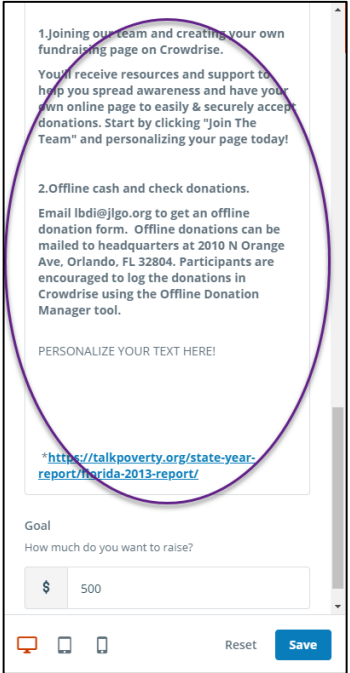 1.Joining our team and creating your own
fundraising page on Crowdrise.
You'll receive resources and support to
help you spread awareness and have your
own online page to easily & securely accept
donations. Start by clicking "Join The
Team" and personalizing your page today!
2.Offline cash and check donations.
Email lbdi@jlgo.org to get an offline
donation form. Offline donations can be
mailed to headquarters at 2010 N Orange
Ave, Orlando, FL 32804. Participants are
encouraged to log the donations in
Crowdrise using the Offline Donation
Manager tool.
PERSONALIZE YOUR TEXT HERE!
*https://talkpoverty.org/state-year-
report/florida-2013-report/
Goal
How much do you want to raise?
$ 500
Reset Save